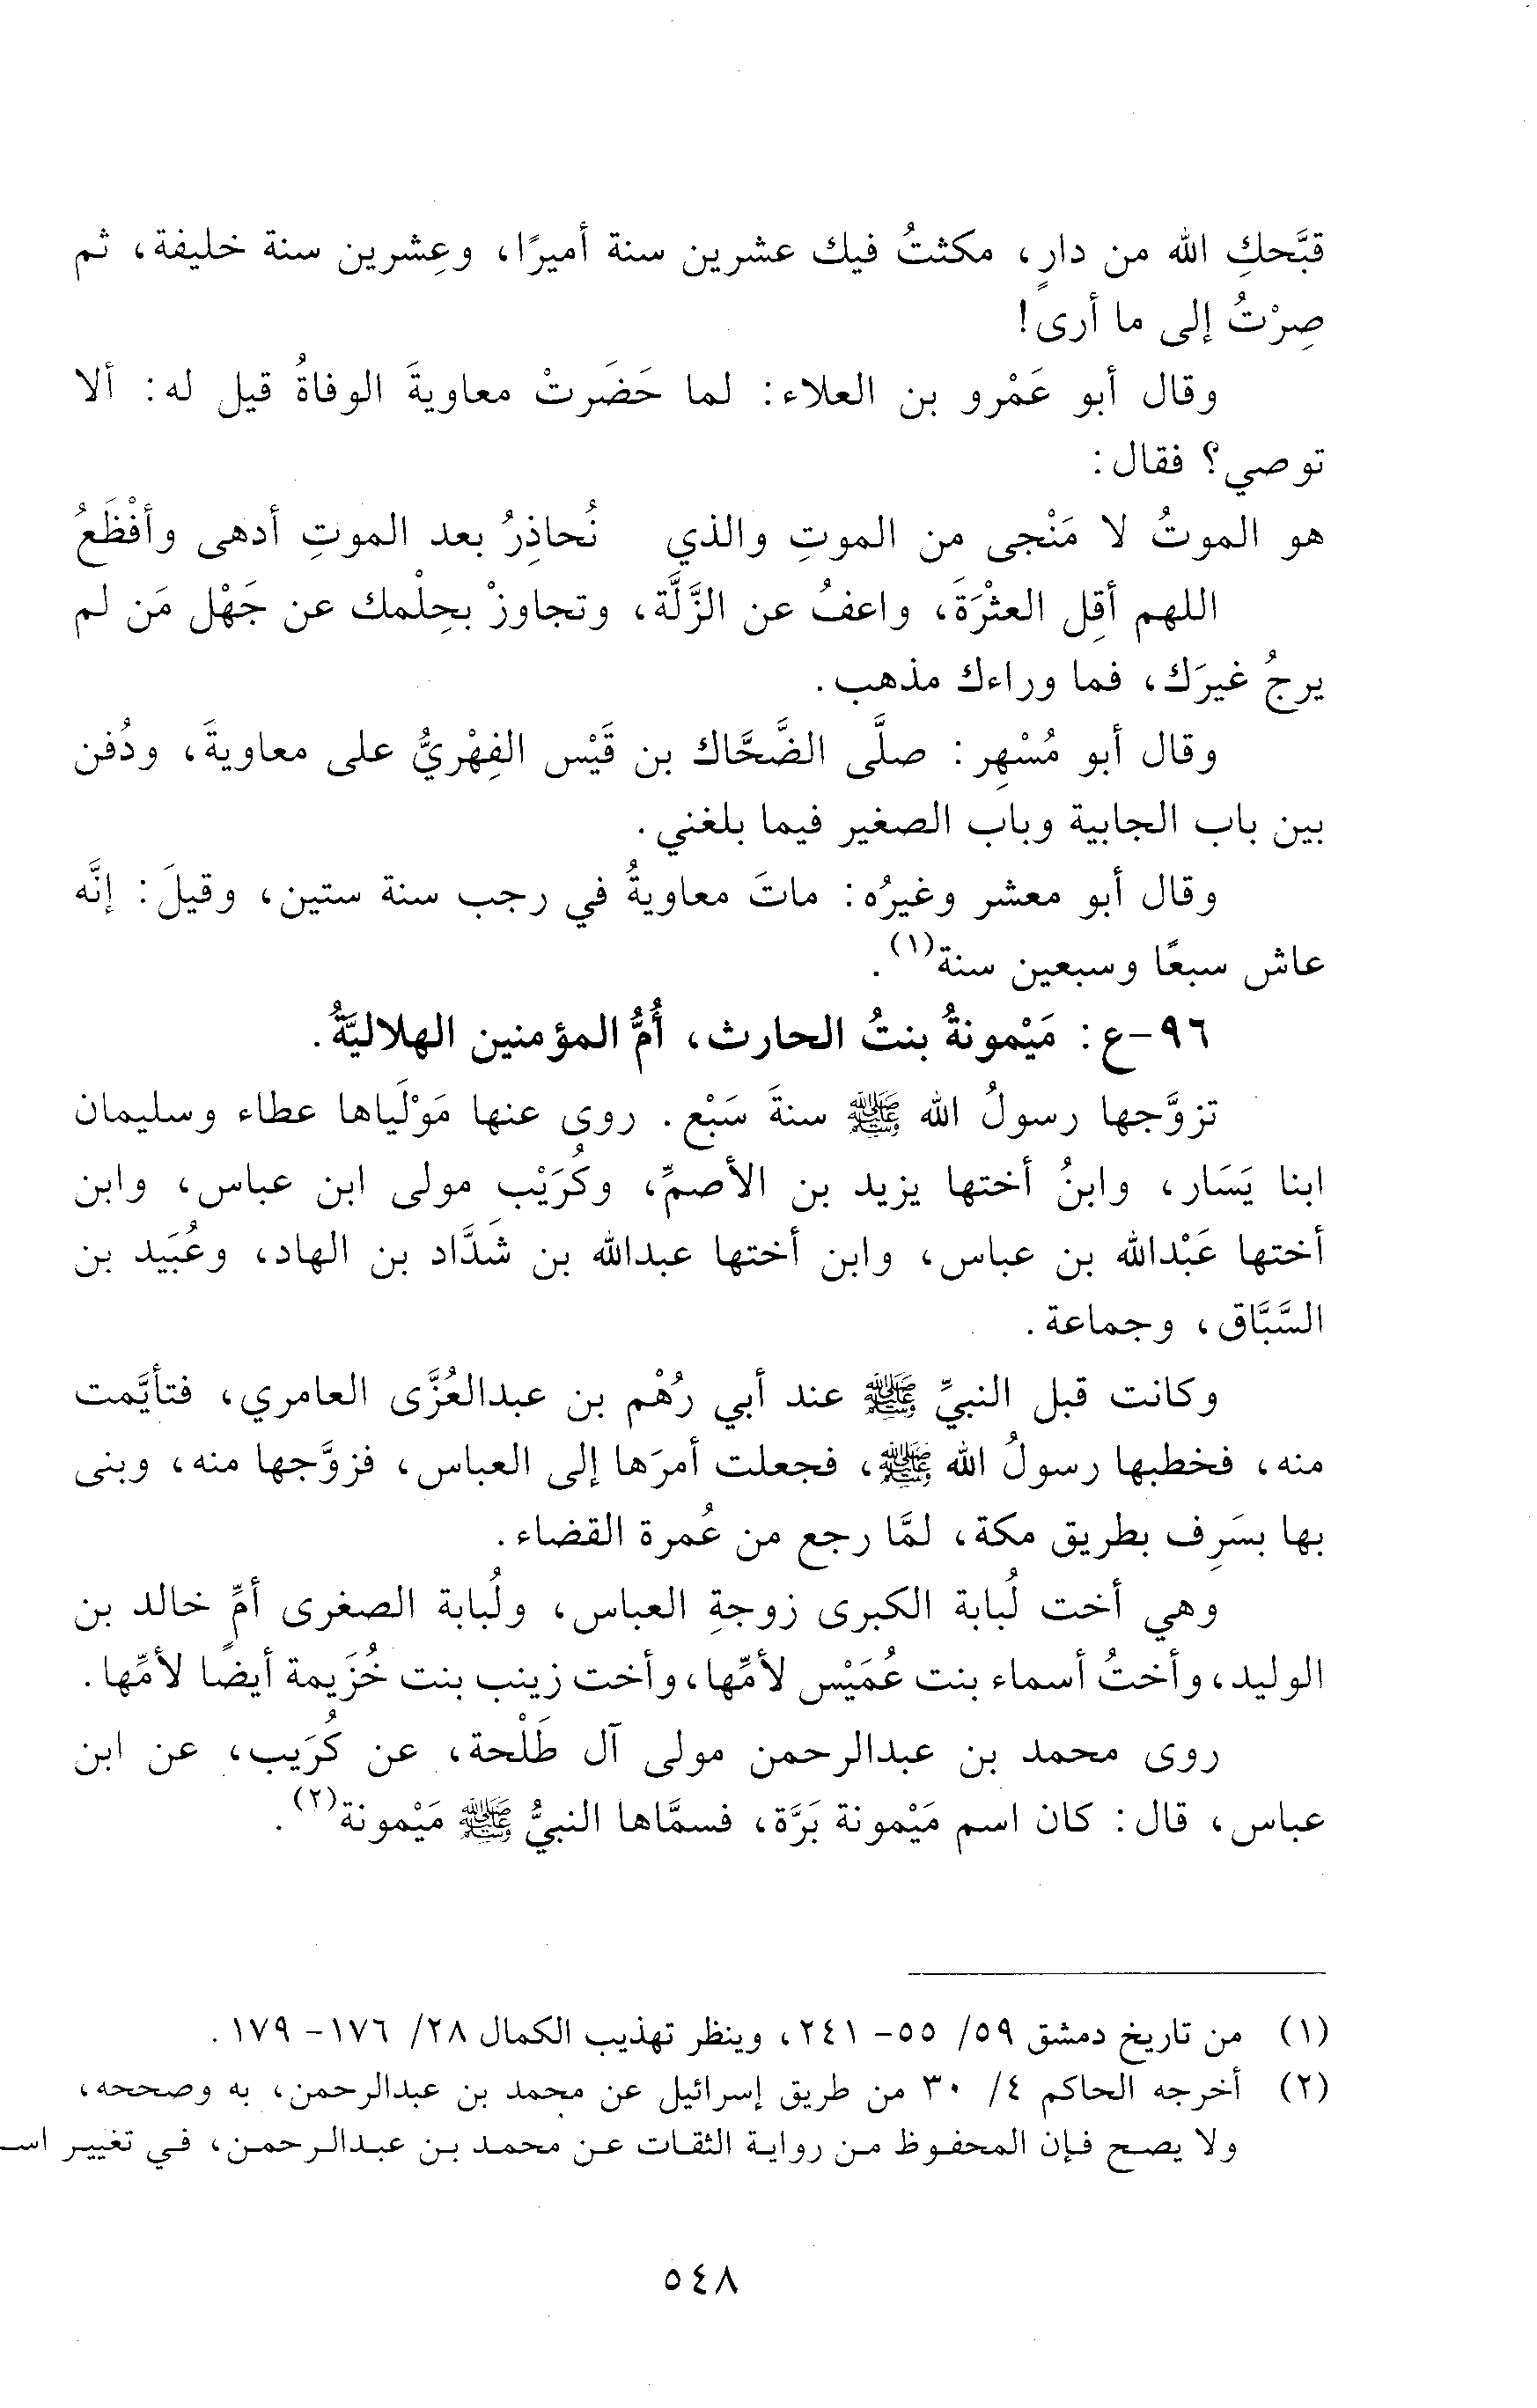 قبَّحكِ الله من دارٍ، مكثتُ فيك عشرين سنة أميرًا، وعِشرين سنة خليفة، ثم
صِرْتُ إلى ما أرى!
وقال أبو عَمْرو بن العلاء: لما حَضَرتْ معاويةَ الوفاةُ قيل له: ألا
توصي؟ فقال:
هو الموتُ لا مَنْجى من الموتِ والذي نُحاذِرُ بعد الموتِ أدهى وأفْظَعُ
اللهم أقِل العثْرَةَ، واعفُ عن الزَّلَّة، وتجاوزْ بحِلْمك عن جَهْل مَن لم
يرجُ غيرَك، فما وراءك مذهب.
وقال أبو مُسْهِر: صلَّى الضَّحَّاك بن قَيْس الفِهْريُّ على معاويةَ، ودُفن
بين باب الجابية وباب الصغير فيما بلغني.
وقال أبو معشر وغيرُه: ماتَ معاويةُ في رجب سنة ستين، وقيلَ: إنَّه
عاش سبعًا وسبعين سنة(١).
٩٦-ع: مَيْمونةُ بنتُ الحارث، أُمُّ المؤمنين الهلاليَّةُ.
تزوَّجها رسولُ الله ﷺ سنةَ سَبْع. روى عنها مَوْلَياها عطاء وسليمان
ابنا يَسَار، وابنُ أختها يزيد بن الأصمِّ، وكُرَيْب مولى ابن عباس، وابن
أختها عَبْدالله بن عباس، وابن أختها عبدالله بن شَدَّاد بن الهاد، وعُبَيد بن
السَّبَّاق، وجماعة.
وكانت قبل النبيِّ ﷺ عند أبي رُهْم بن عبدالعُزَّى العامري، فتأيَّمت
منه، فخطبها رسولُ الله ﷺ، فجعلت أمرَها إلى العباس، فزوَّجها منه، وبنى
بها بسَرِف بطريق مكة، لمَّا رجع من عُمرة القضاء.
وهي أخت لُبابة الكبرى زوجةِ العباس، ولُبابة الصغرى أمِّ خالد بن
الوليد، وأختُ أسماء بنت عُمَيْس لأمِّها، وأخت زينب بنت خُزَيمة أيضًا لأمِّها.
روى محمد بن عبدالرحمن مولى آل طَلْحة، عن كُرَيب، عن ابن
عباس، قال: كان اسم مَيْمونة بَرَّة، فسمَّاها النبيُّ ﷺ مَيْمونة(٢).
(١) من تاريخ دمشق ٥٩/ ٥٥- ٢٤١، وينظر تهذيب الكمال ٢٨/ ١٧٦- ١٧٩.
(٢) أخرجه الحاكم ٤/ ٣٠ من طريق إسرائيل عن محمد بن عبدالرحمن، به وصححه،
ولا يصح فإن المحفوظ من رواية الثقات عن محمد بن عبدالرحمن، في تغيير
٥٤٨